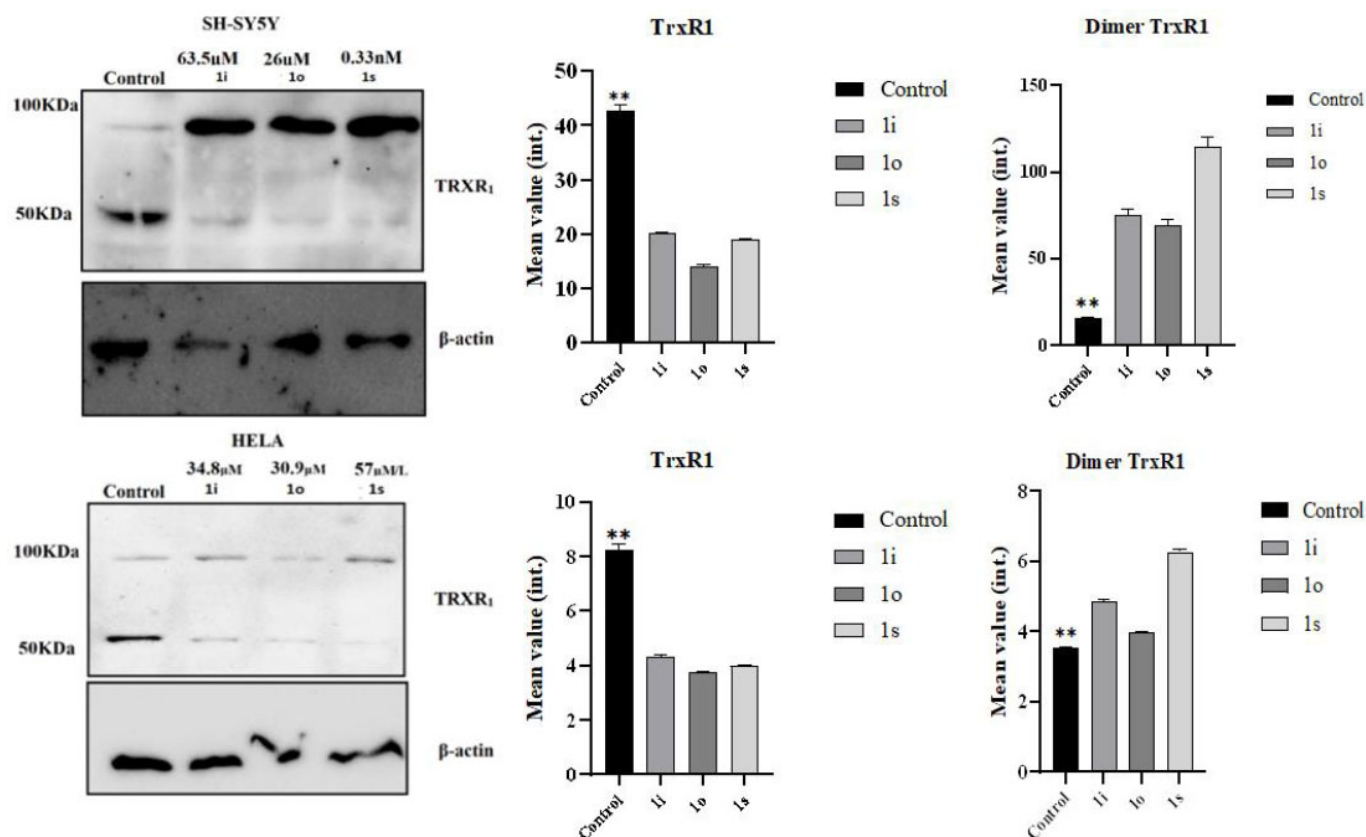 SH-SY5Y
63.5uM 26uM 0.33nM
Control 1i 1o 1s
100KDa
TRXR1
50KDa
β-actin
TrxR1
Mean value (int.)
50
40
30
20
10
0
**
Control 1i 1o 1s
Control
1i
1o
1s
Dimer TrxR1
Mean value (int.)
150
100
50
0
**
Control 1i 1o 1s
Control
1i
1o
1s
HELA
34.8µM 30.9µM 57µM/L
Control 1i 1o 1s
100KDa
TRXR1
50KDa
β-actin
TrxR1
Mean value (int.)
8
6
4
2
0
**
Control 1i 1o 1s
Control
1i
1o
1s
Dimer TrxR1
Mean value (int.)
8
6
4
2
0
**
Control 1i 1o 1s
Control
1i
1o
1s